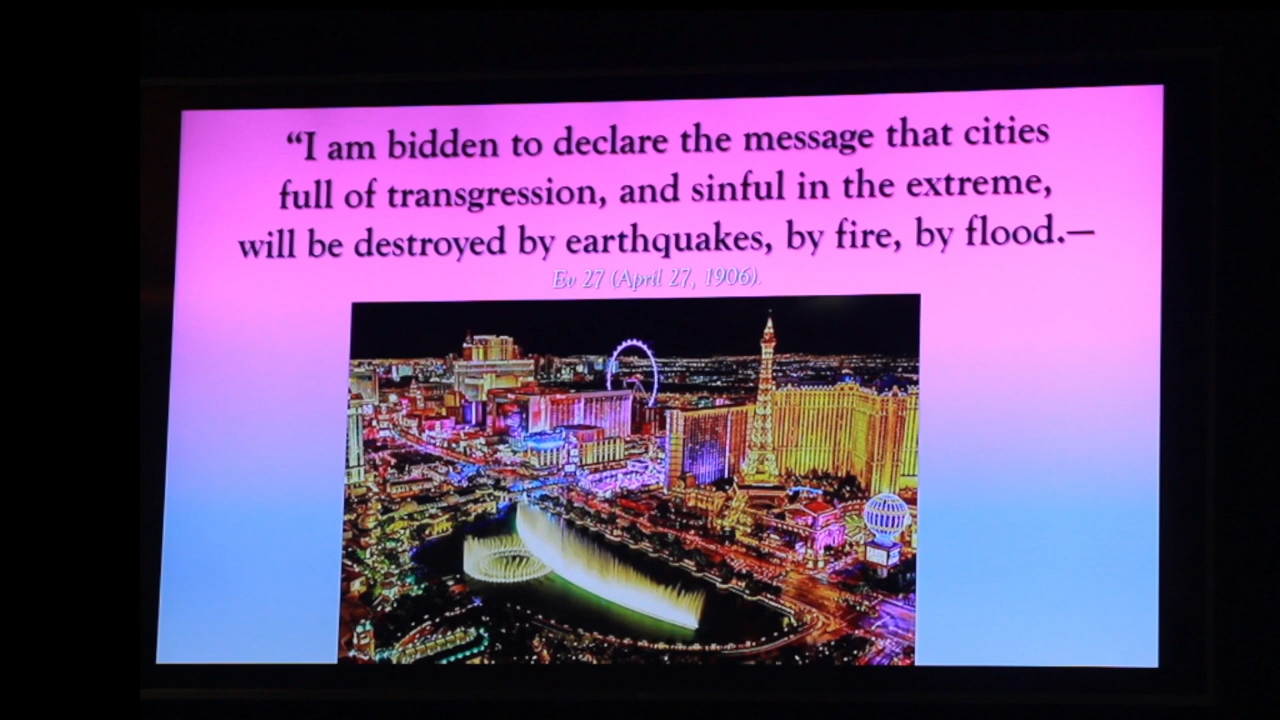 “I am bidden to declare the message that cities
full of transgression, and sinful in the extreme,
will be destroyed by earthquakes, by fire, by flood.—
Ev 27 (April 27, 1906).